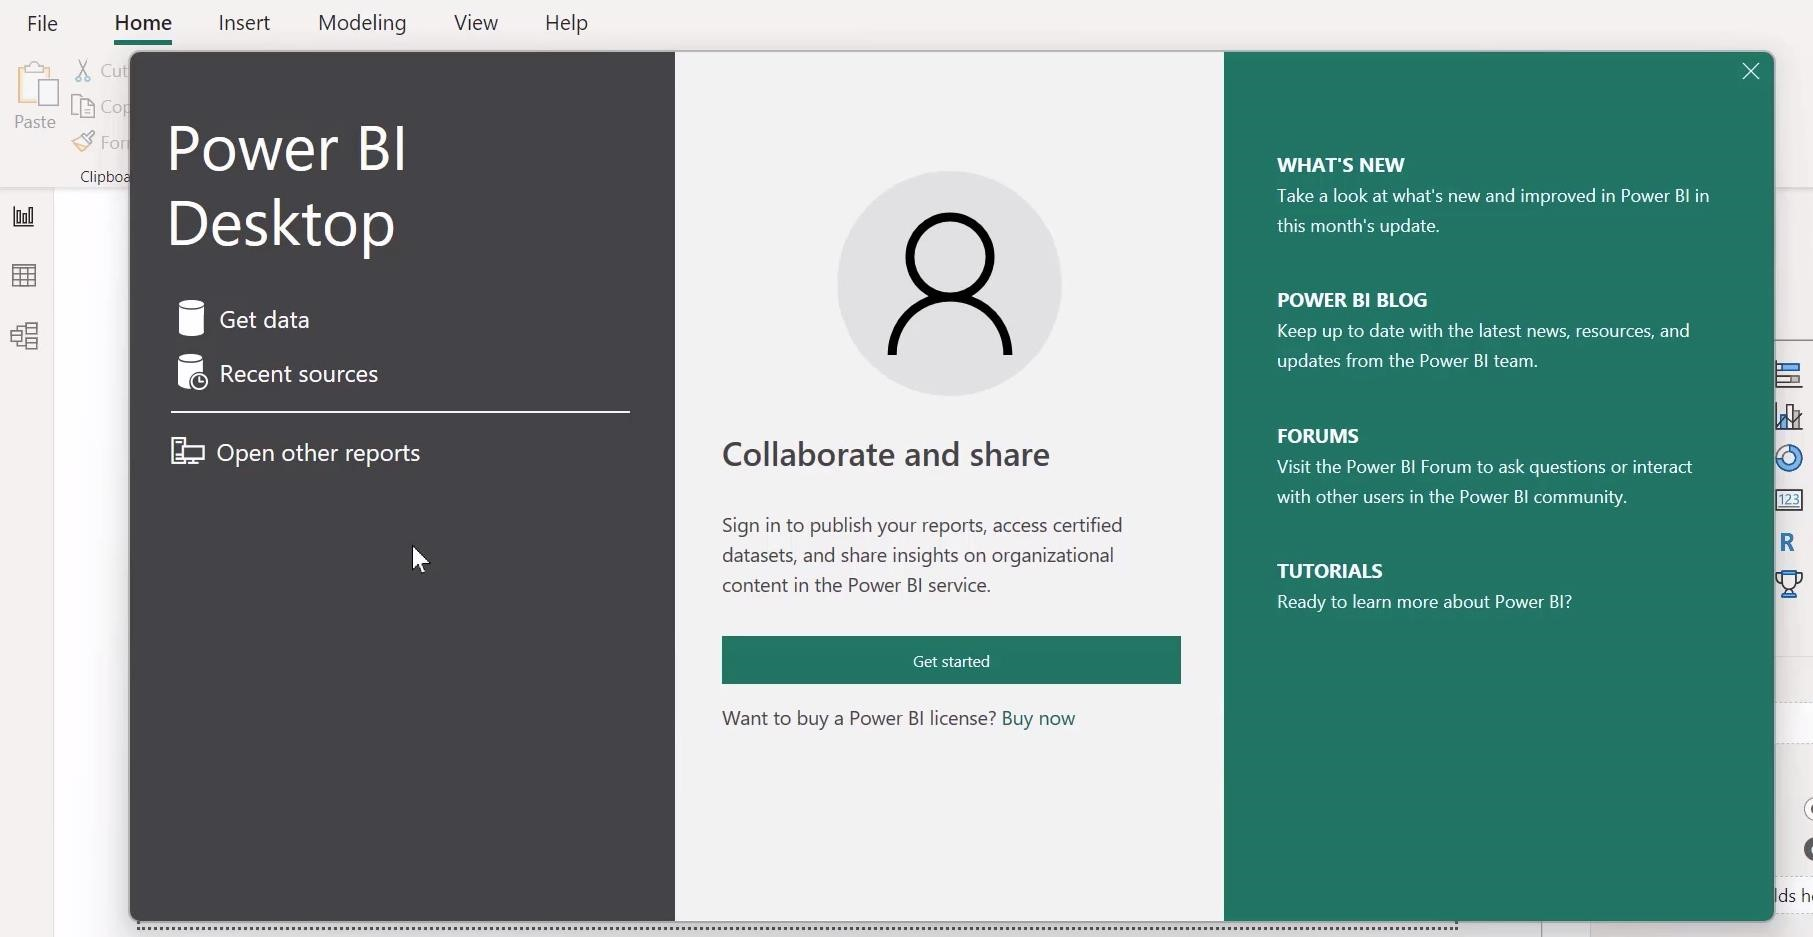 File Home Insert Modeling View Help
Paste
Cut
Clipboa
Power BI
Desktop
Get data
Recent sources
Open other reports
Collaborate and share
Sign in to publish your reports, access certified
datasets, and share insights on organizational
content in the Power BI service.
Get started
Want to buy a Power BI license? Buy now
WHAT'S NEW
Take a look at what's new and improved in Power BI in
this month's update.
POWER BI BLOG
Keep up to date with the latest news, resources, and
updates from the Power BI team.
FORUMS
Visit the Power BI Forum to ask questions or interact
with other users in the Power BI community.
TUTORIALS
Ready to learn more about Power BI?
123
R